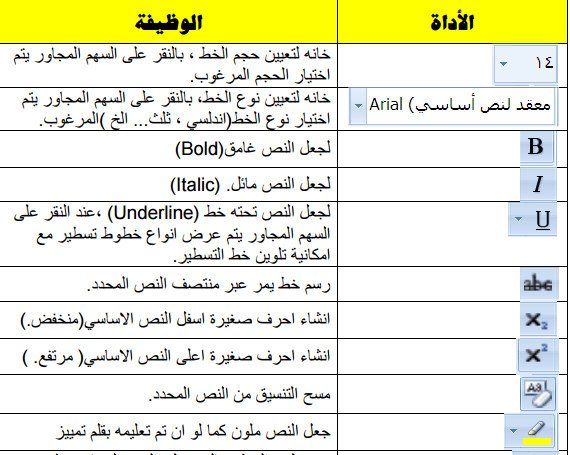 الأداة الوظيفة
١٤ خانه لتعيين حجم الخط ، بالنقر على السهم المجاور يتم
اختيار الحجم المرغوب.
Arial (معقد لنص أساسي خانه لتعيين نوع الخط، بالنقر على السهم المجاور يتم
اختيار نوع الخط(اندلسي ، ثلث... الخ )المرغوب.
B لجعل النص غامق(Bold)
I لجعل النص مائل. (Italic)
U لجعل النص تحته خط (Underline) ،عند النقر على
السهم المجاور يتم عرض انواع خطوط تسطير مع
امكانية تلوين خط التسطير.
abc رسم خط يمر عبر منتصف النص المحدد.
x₂ انشاء احرف صغيرة اسفل النص الاساسي(منخفض.)
x² انشاء احرف صغيرة اعلى النص الاساسي( مرتفع. )
مسح التنسيق من النص المحدد.
جعل النص ملون كما لو ان تم تعليمه بقلم تمييز